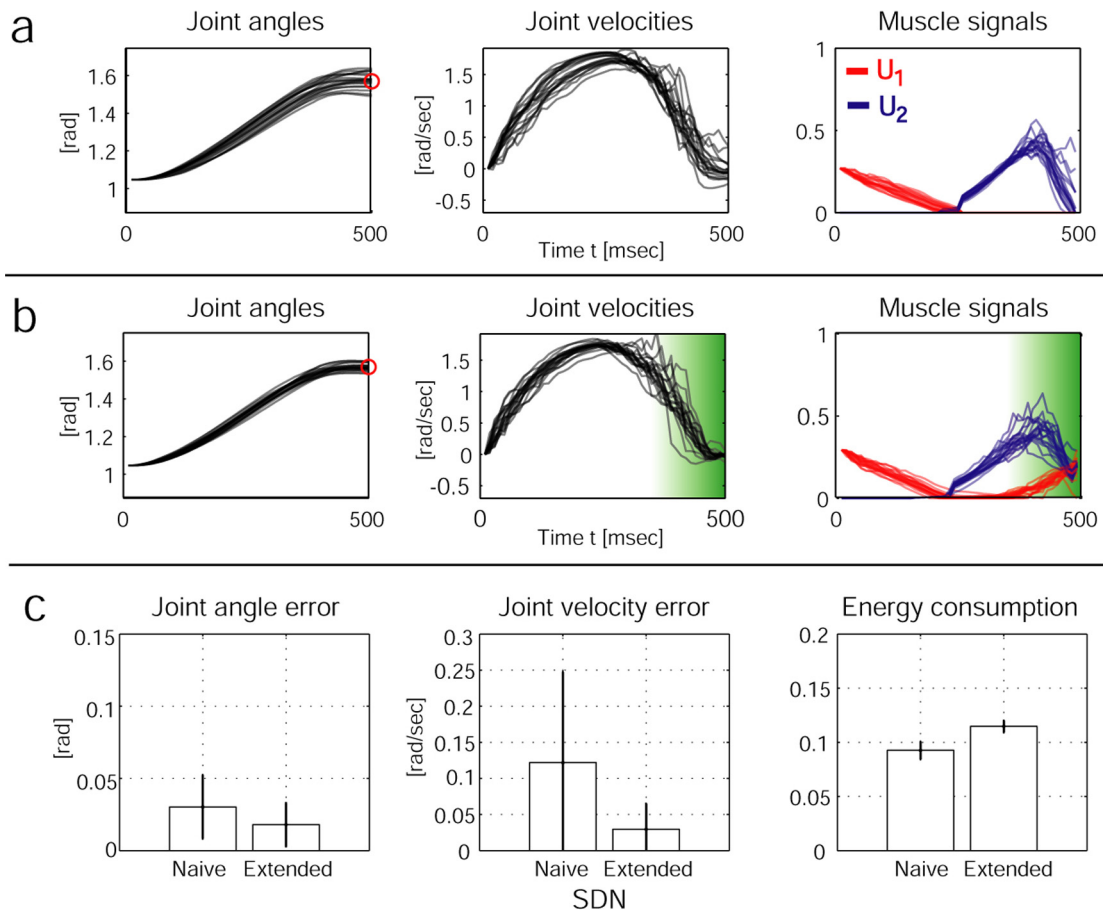 a
Joint angles
Joint velocities
Muscle signals
[rad]
1.6
1.4
1.2
1
0
500
[rad/sec]
1.5
1
0.5
0
-0.5
0
500
Time t [msec]
1
0.5
0
U1
U2
0
500
b
Joint angles
Joint velocities
Muscle signals
[rad]
1.6
1.4
1.2
1
0
500
[rad/sec]
1.5
1
0.5
0
-0.5
0
500
Time t [msec]
1
0.5
0
0
500
c
Joint angle error
Joint velocity error
Energy consumption
[rad]
0.15
0.1
0.05
0
Naive Extended
[rad/sec]
0.3
0.25
0.2
0.15
0.1
0.05
0
Naive Extended
SDN
0.2
0.15
0.1
0.05
0
Naive Extended